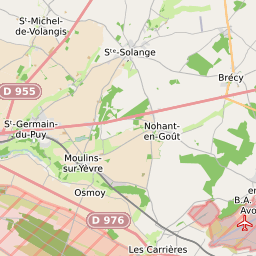 St-Michel-
de-Volangis
Ste-Solange
Brécy
D 955
St-Germain-
du-Puy
Nohant-
en-Goût
Moulins-
sur-Yèvre
Osmoy
B.A.
Avo
D 976
Les Carrières